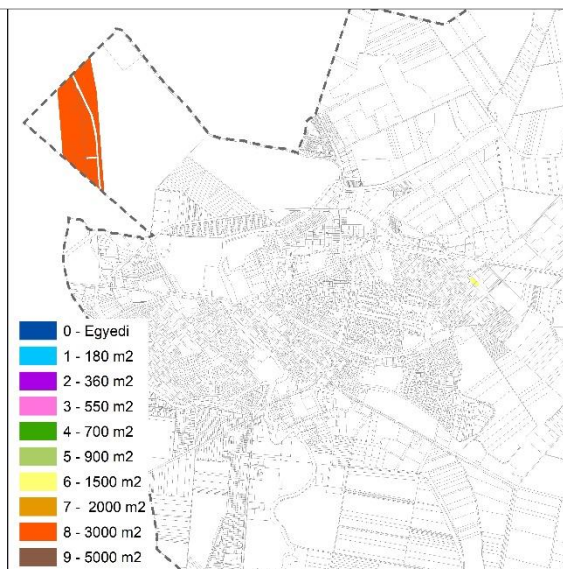 0 - Egyedi
1 - 180 m2
2 - 360 m2
3 - 550 m2
4 - 700 m2
5 - 900 m2
6 - 1500 m2
7 - 2000 m2
8 - 3000 m2
9 - 5000 m2